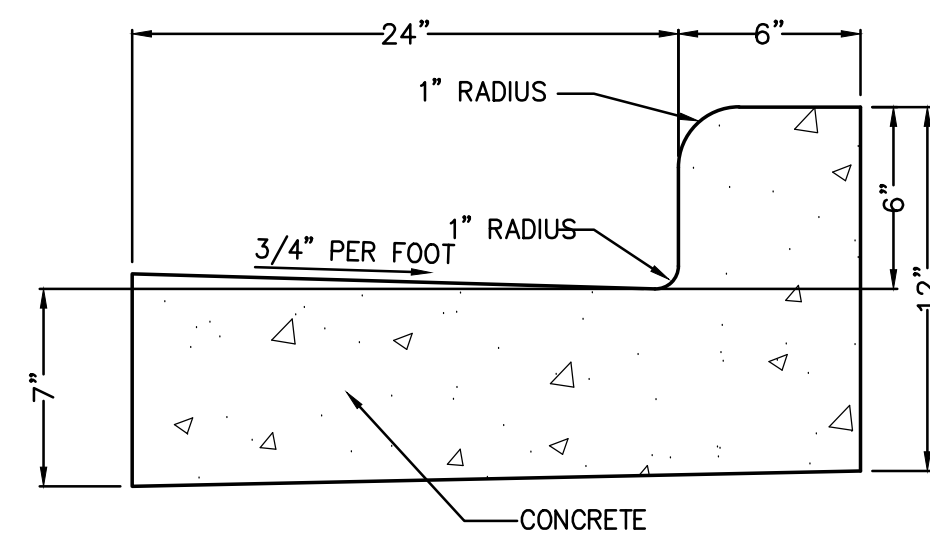 24”
6”
1” RADIUS
6”
1” RADIUS
3/4” PER FOOT
12”
7”
CONCRETE